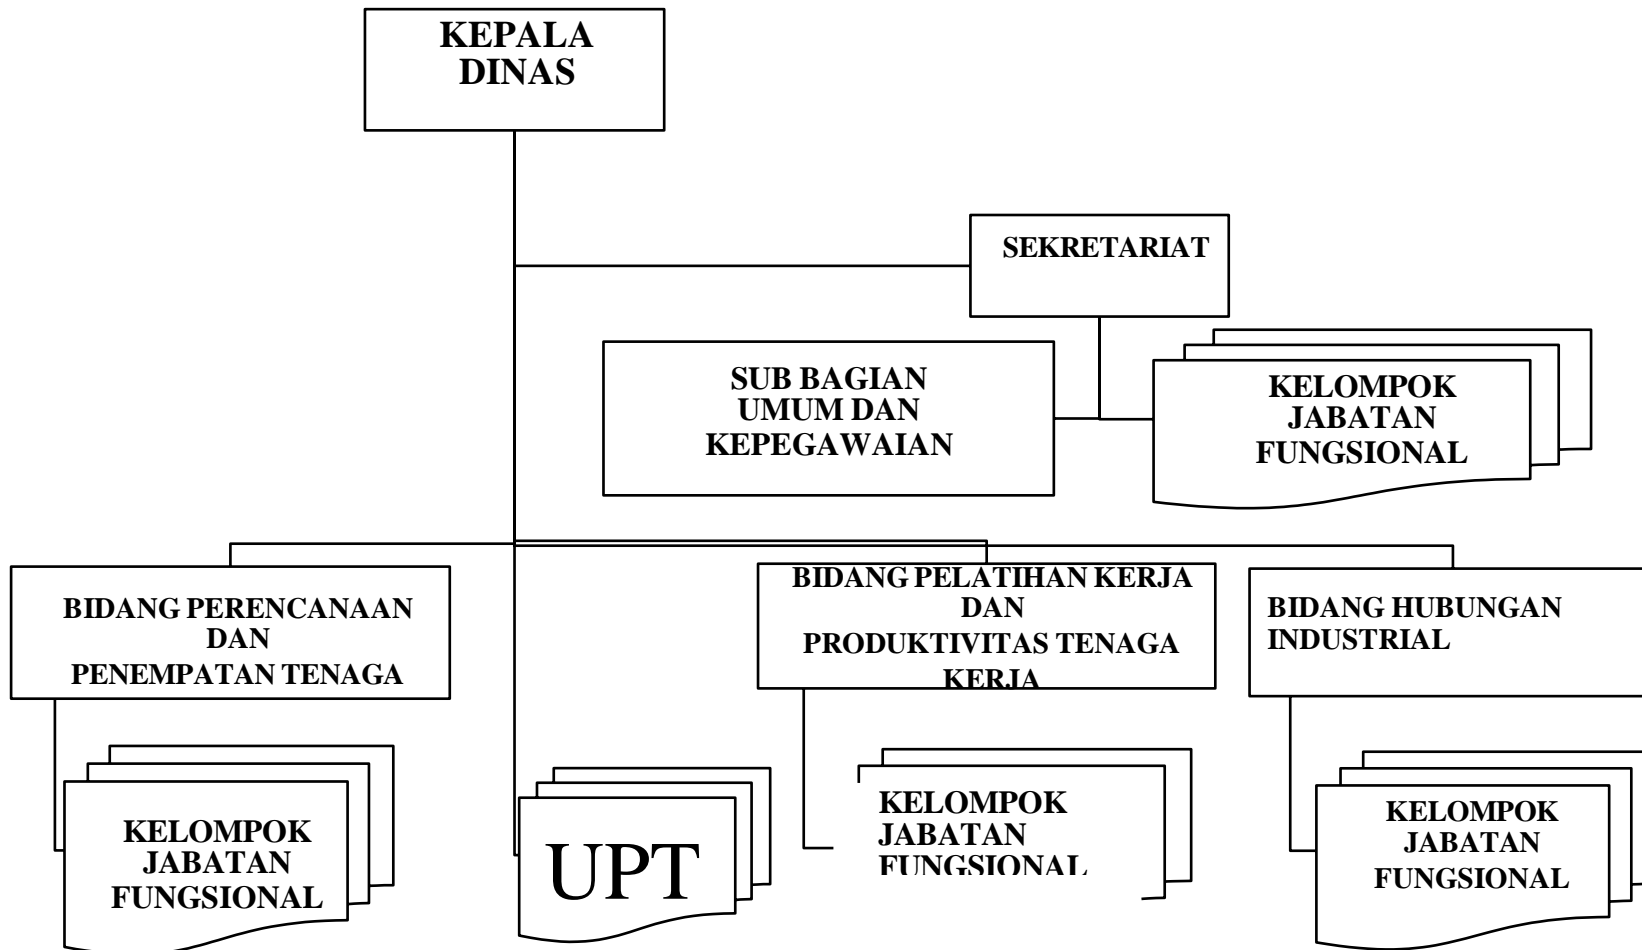 KEPALA
DINAS
SEKRETARIAT
SUB BAGIAN
UMUM DAN
KEPEGAWAIAN
KELOMPOK
JABATAN
FUNGSIONAL
BIDANG PERENCANAAN
DAN
PENEMPATAN TENAGA
BIDANG PELATIHAN KERJA
DAN
PRODUKTIVITAS TENAGA
KERJA
BIDANG HUBUNGAN
INDUSTRIAL
KELOMPOK
JABATAN
FUNGSIONAL
UPT
KELOMPOK
JABATAN
FUNGSIONAL
KELOMPOK
JABATAN
FUNGSIONAL